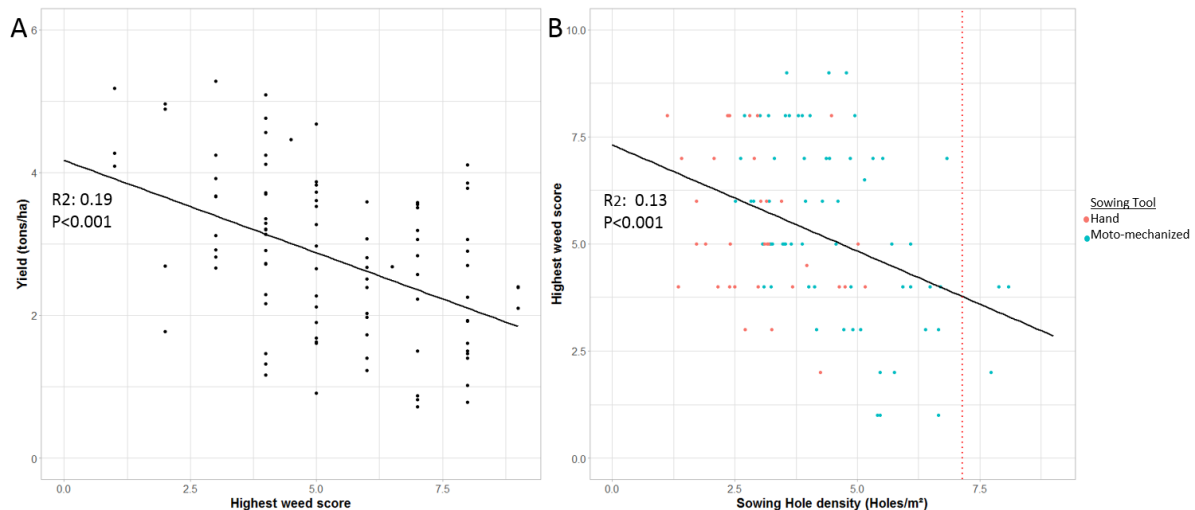 A
6
4
2
0
Yield (tons/ha)
R2: 0.19
P<0.001
0.0
2.5
5.0
7.5
Highest weed score
B
10.0
7.5
5.0
2.5
0.0
Highest weed score
R2: 0.13
P<0.001
0.0
2.5
5.0
7.5
Sowing Hole density (Holes/m²)
Sowing Tool
Hand
Moto-mechanized